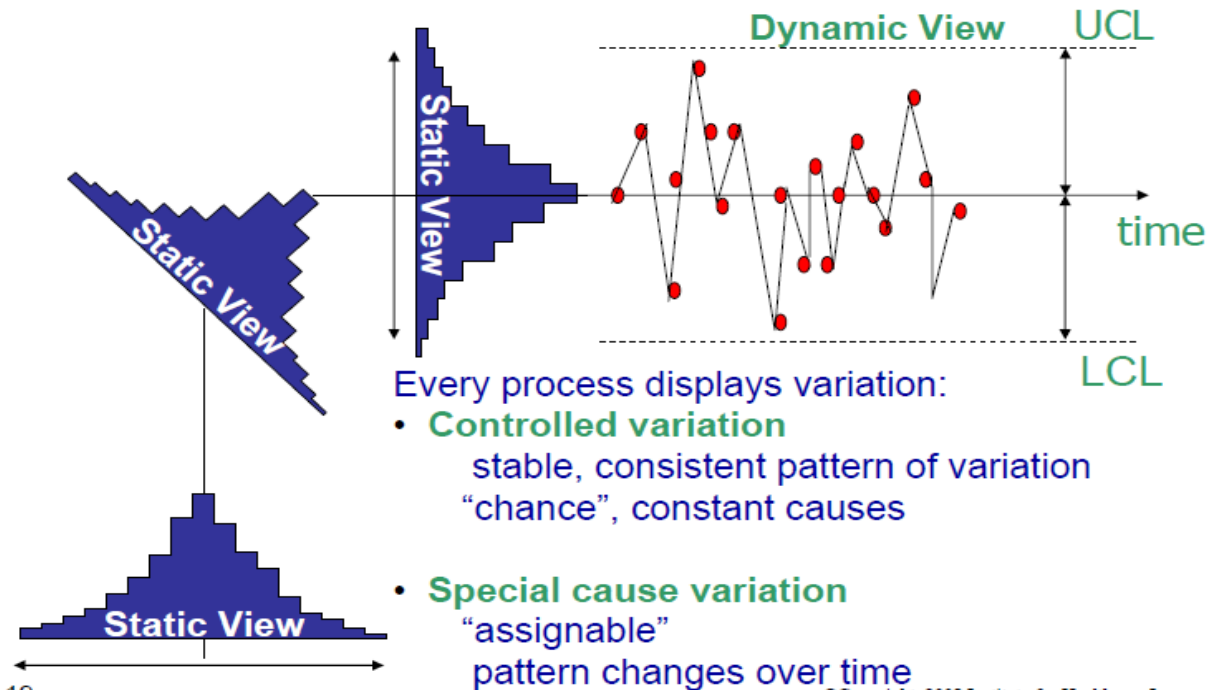 Dynamic View
UCL
Static View
Static View
time
LCL
Every process displays variation:
• Controlled variation
stable, consistent pattern of variation
“chance”, constant causes
• Special cause variation
“assignable”
pattern changes over time
Static View